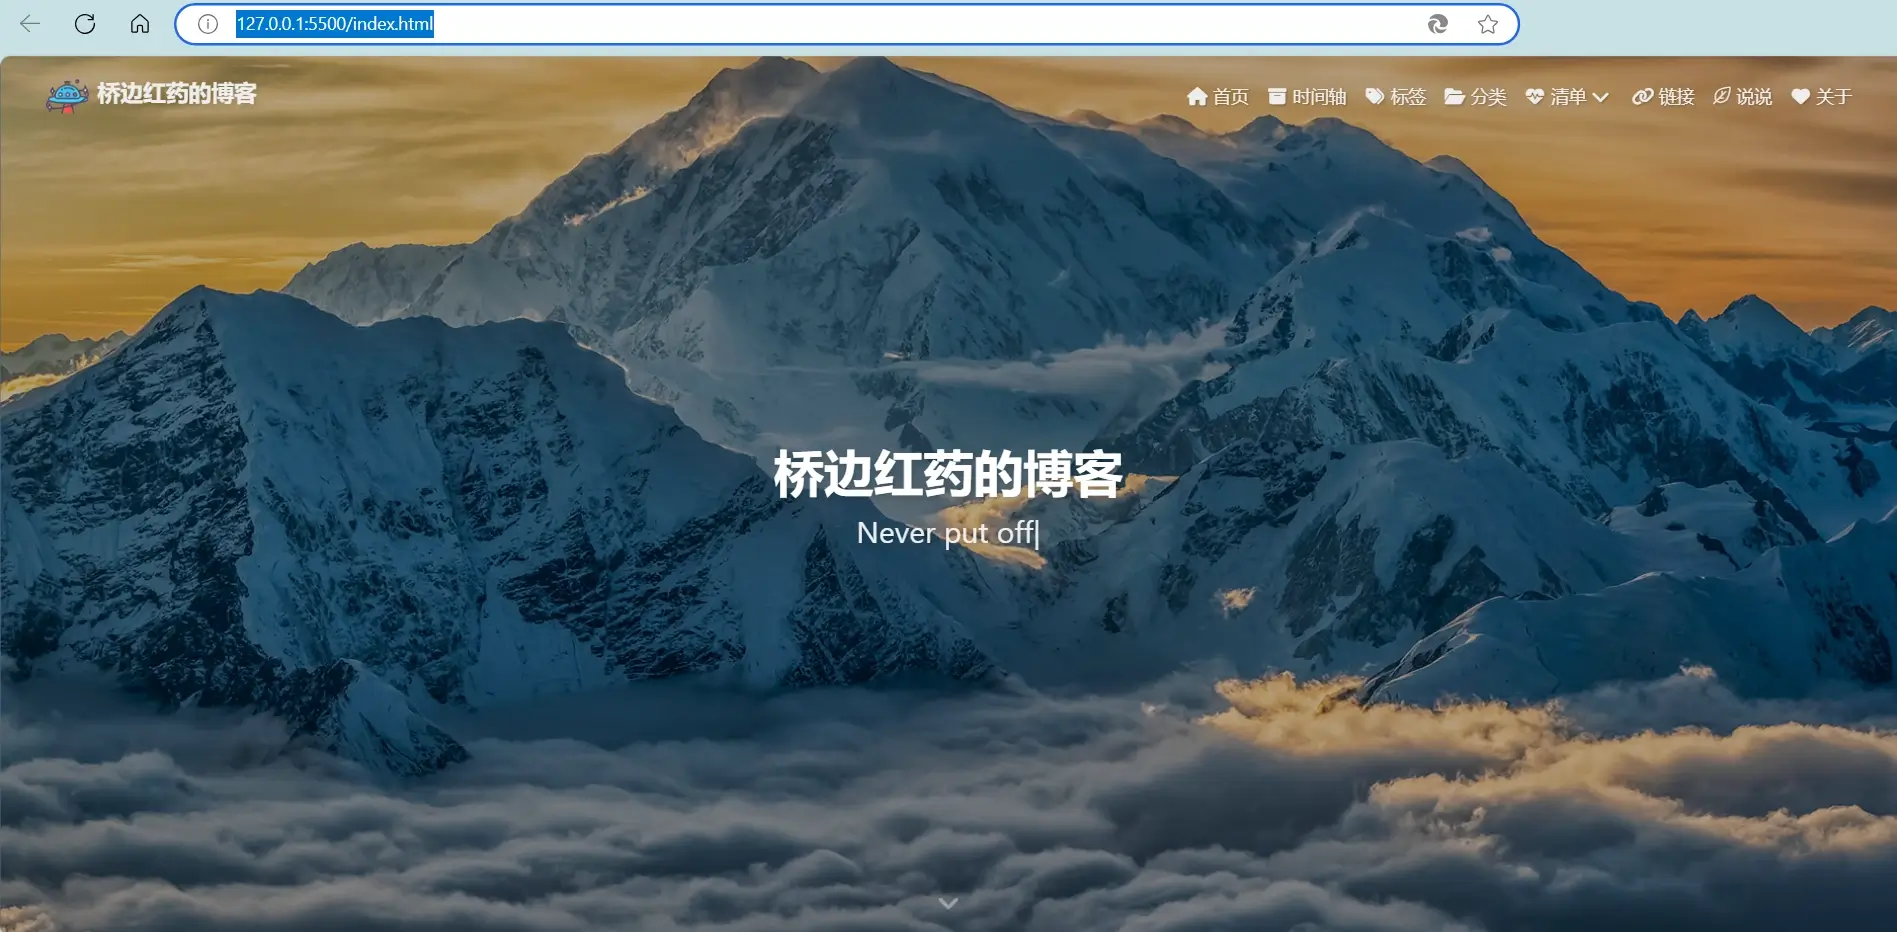 127.0.0.1:5500/index.html
桥边红药的博客 首页 时间轴 标签 分类 清单 链接 说说 关于
桥边红药的博客
Never put off|